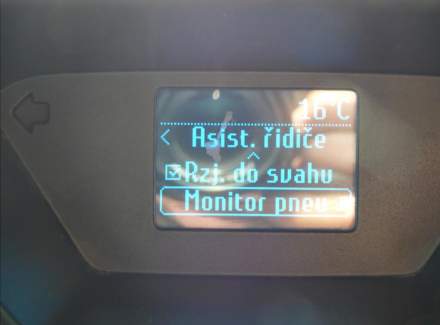 16°C
< Asist. řidiče
Rzj. do svahu
Monitor pneu